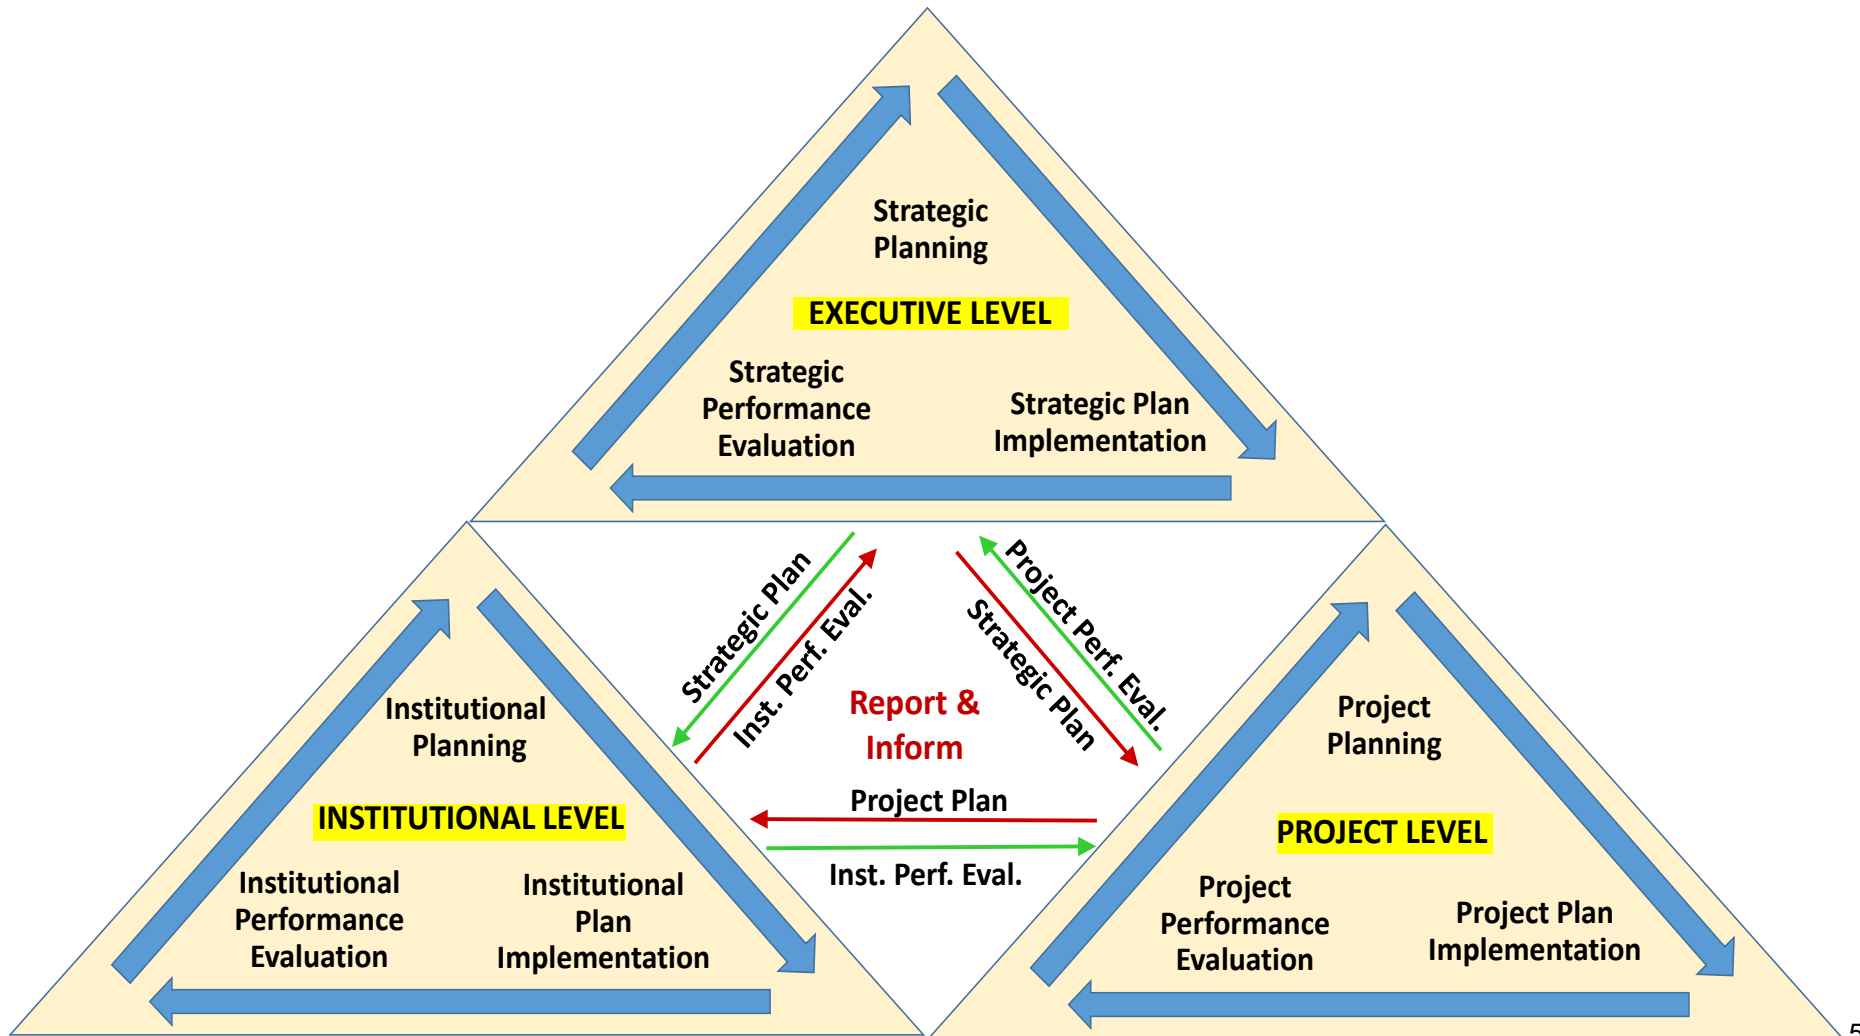 Strategic
Planning
EXECUTIVE LEVEL
Strategic
Performance
Evaluation
Strategic Plan
Implementation
Strategic Plan
Inst. Perf. Eval.
Project Perf. Eval.
Strategic Plan
Report &
Inform
Project Plan
Inst. Perf. Eval.
Institutional
Planning
INSTITUTIONAL LEVEL
Institutional
Performance
Evaluation
Institutional
Plan
Implementation
Project
Planning
PROJECT LEVEL
Project
Performance
Evaluation
Project Plan
Implementation
5